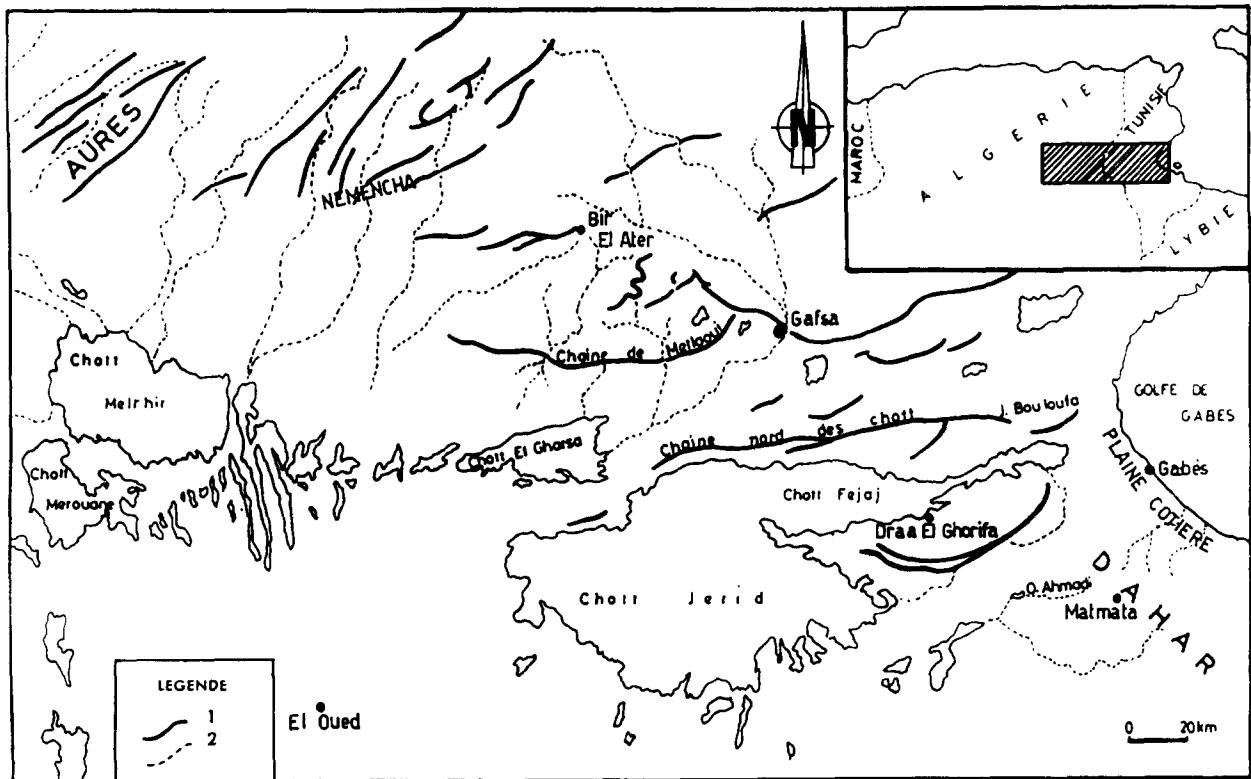 AURES
NEMENCHA
N
MAROC
ALGERIE
TUNISIE
LYBIE
Bir
El Ater
Gafsa
Chaine de Metlaoui
Chott
Melrhir
Chott
Merouane
Chott El Gharsa
Chaine nord des chott
J. Bouloufa
GOLFE DE
GABES
PLAINE COTIERE
Gabès
Chott Fejaj
Draa El Ghorifa
Chott Jerid
O. Ahmadi
Matmata
DAHAR
LEGENDE
1
2
El Oued
0 20km